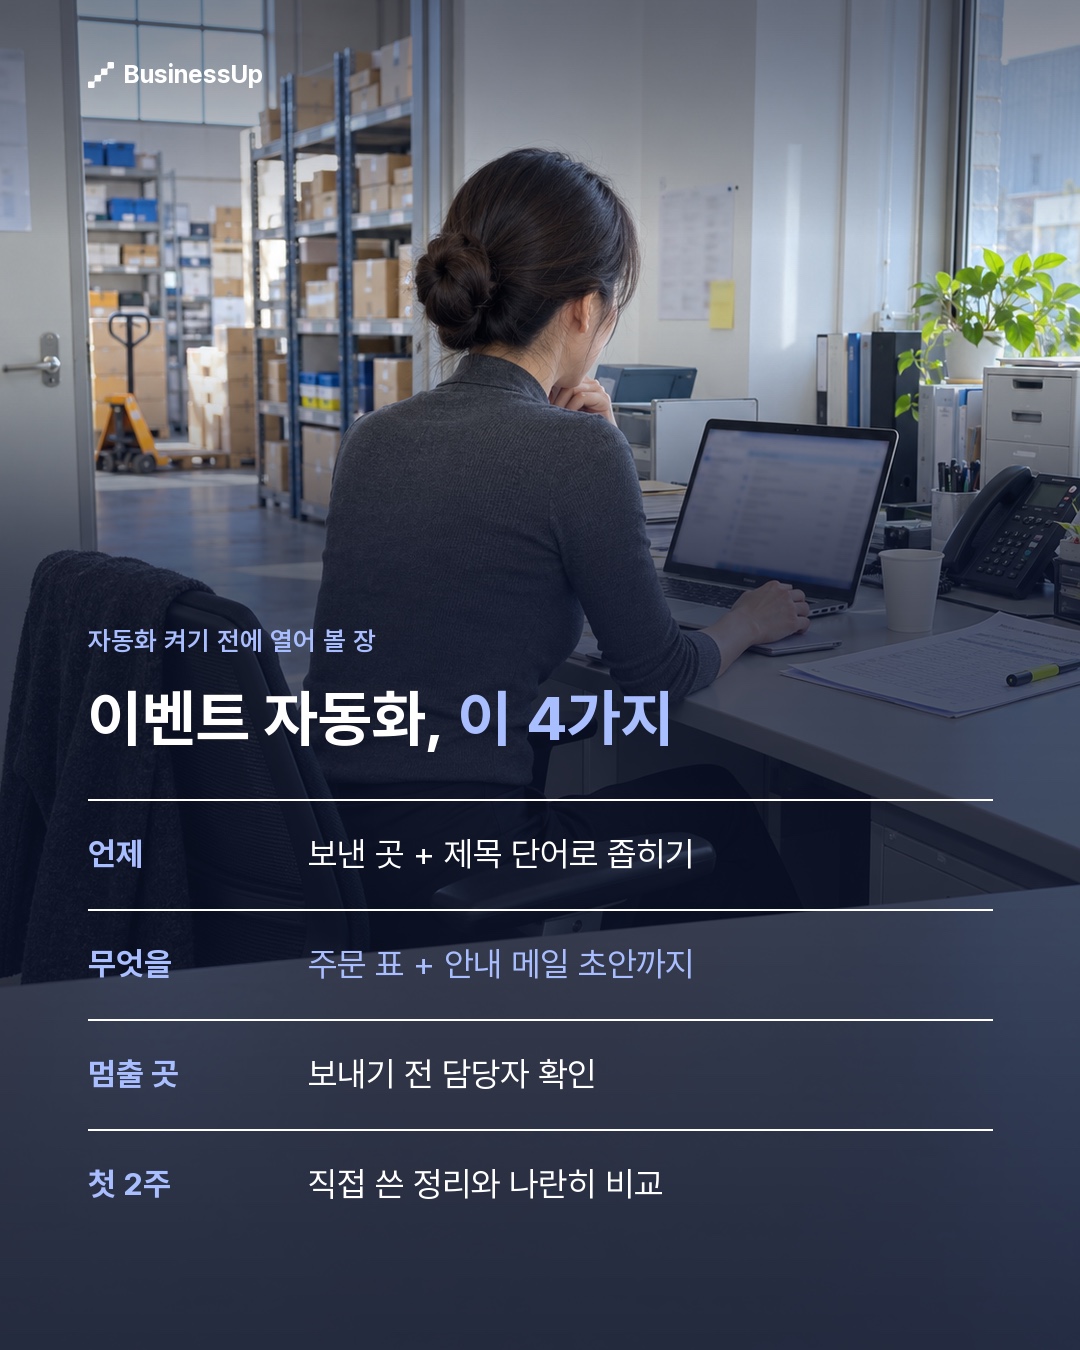 BusinessUp
자동화 켜기 전에 열어 볼 장
이벤트 자동화, 이 4가지
언제 보낸 곳 + 제목 단어로 좁히기
무엇을 주문 표 + 안내 메일 초안까지
멈출 곳 보내기 전 담당자 확인
첫 2주 직접 쓴 정리와 나란히 비교